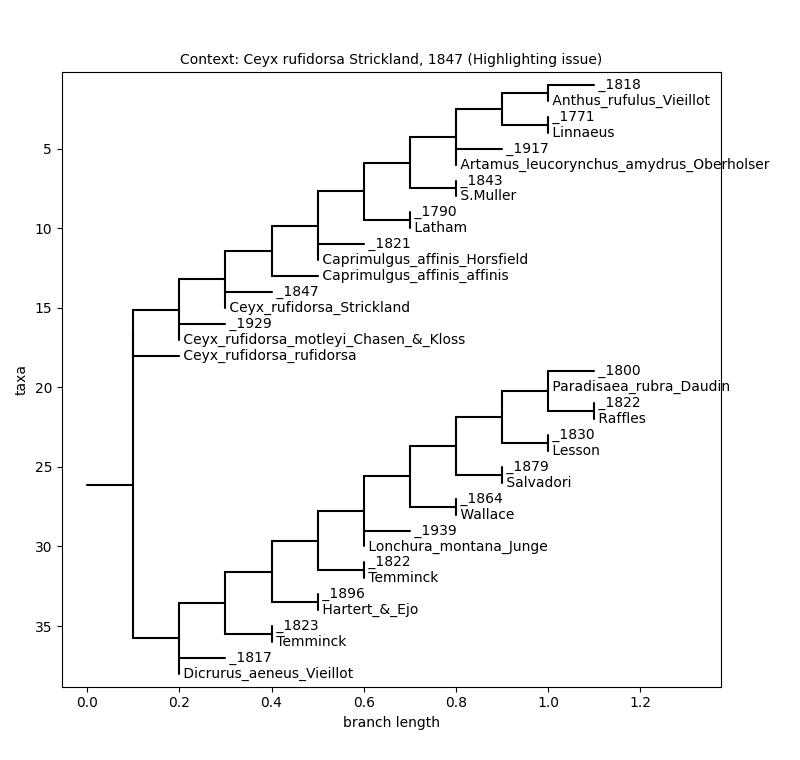 Context: Ceyx rufidorsa Strickland, 1847 (Highlighting issue)
_1818
Anthus_rufulus_Vieillot
_1771
Linnaeus
_1917
Artamus_leucorynchus_amydrus_Oberholser
_1843
S.Muller
_1790
Latham
_1821
Caprimulgus_affinis_Horsfield
Caprimulgus_affinis_affinis
_1847
Ceyx_rufidorsa_Strickland
_1929
Ceyx_rufidorsa_motleyi_Chasen_&_Kloss
Ceyx_rufidorsa_rufidorsa
_1800
Paradisaea_rubra_Daudin
_1822
Raffles
_1830
Lesson
_1879
Salvadori
_1864
Wallace
_1939
Lonchura_montana_Junge
_1822
Temminck
_1896
Hartert_&_Ejo
_1823
Temminck
_1817
Dicrurus_aeneus_Vieillot
5
10
15
20
25
30
35
taxa
0.0 0.2 0.4 0.6 0.8 1.0 1.2
branch length